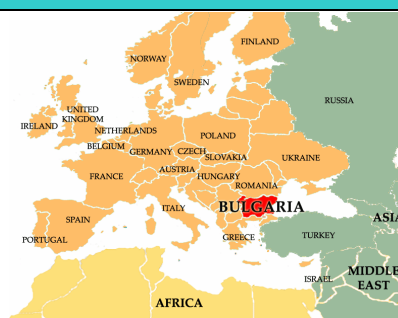 FINLAND
NORWAY
SWEDEN
RUSSIA
UNITED
KINGDOM
IRELAND
NETHERLANDS
POLAND
BELGIUM
GERMANY
CZECH
SLOVAKIA
UKRAINE
AUSTRIA
FRANCE
HUNGARY
ROMANIA
ITALY
BULGARIA
SPAIN
ASIA
PORTUGAL
GREECE
TURKEY
ISRAEL
MIDDLE
EAST
AFRICA